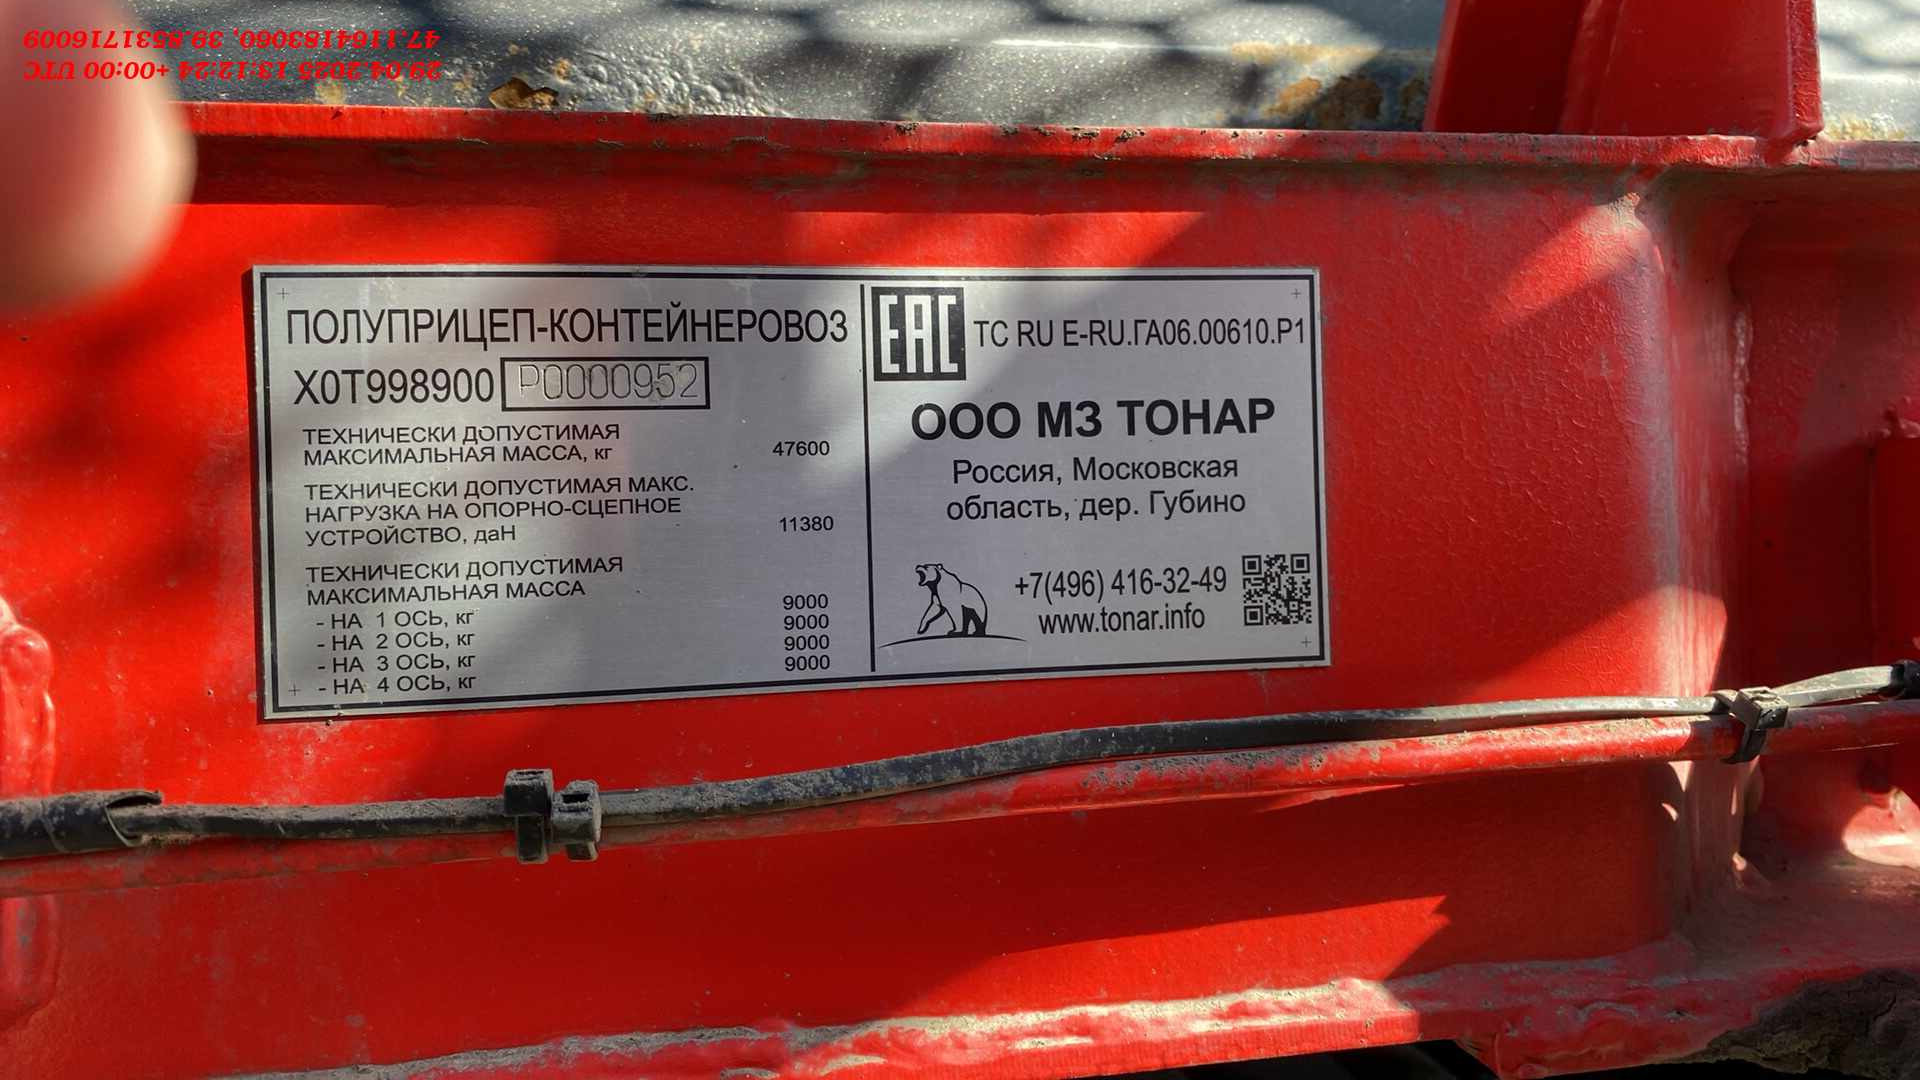 29.04.2025 13:12:24 +00:00 UTC
47.1164183060, 39.8531716009
ПОЛУПРИЦЕП-КОНТЕЙНЕРОВОЗ
X0T998900 P0000952
ТЕХНИЧЕСКИ ДОПУСТИМАЯ
МАКСИМАЛЬНАЯ МАССА, кг 47600
ТЕХНИЧЕСКИ ДОПУСТИМАЯ МАКС.
НАГРУЗКА НА ОПОРНО-СЦЕПНОЕ
УСТРОЙСТВО, даН 11380
ТЕХНИЧЕСКИ ДОПУСТИМАЯ
МАКСИМАЛЬНАЯ МАССА
- НА 1 ОСЬ, кг 9000
- НА 2 ОСЬ, кг 9000
- НА 3 ОСЬ, кг 9000
- НА 4 ОСЬ, кг 9000
EAC ТС RU E-RU.ГА06.00610.Р1
ООО МЗ ТОНАР
Россия, Московская
область, дер. Губино
+7(496) 416-32-49
www.tonar.info